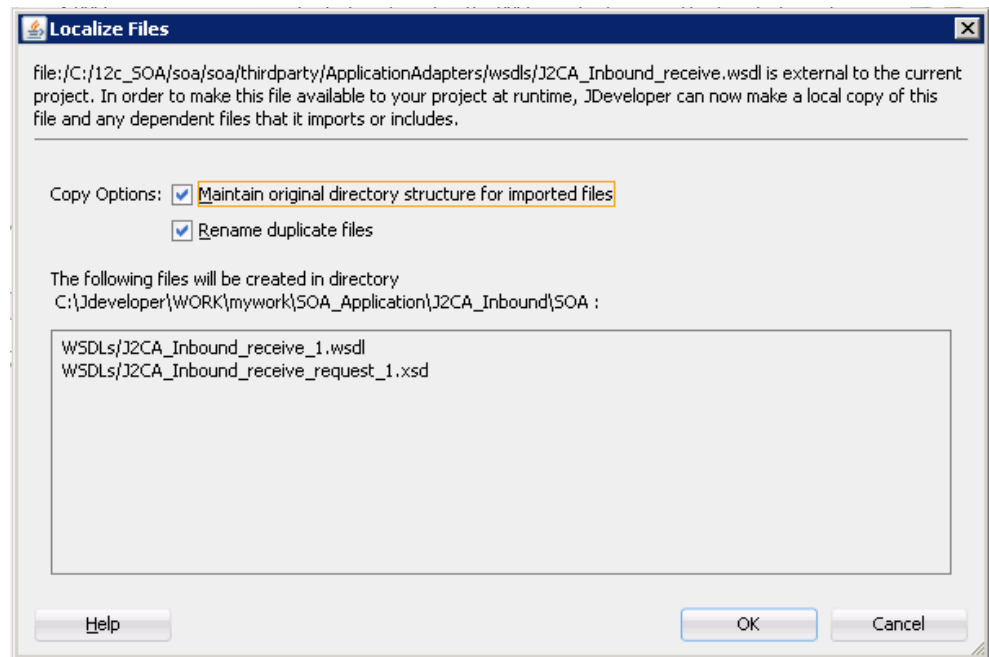 Localize Files
file:/C:/12c_SOA/soa/soa/thirdparty/ApplicationAdapters/wsdls/J2CA_Inbound_receive.wsdl is external to the current
project. In order to make this file available to your project at runtime, JDeveloper can now make a local copy of this
file and any dependent files that it imports or includes.
Copy Options: Maintain original directory structure for imported files
Rename duplicate files
The following files will be created in directory
C:\Jdeveloper\WORK\mywork\SOA_Application\J2CA_Inbound\SOA :
WSDLs/J2CA_Inbound_receive_1.wsdl
WSDLs/J2CA_Inbound_receive_request_1.xsd
Help OK Cancel